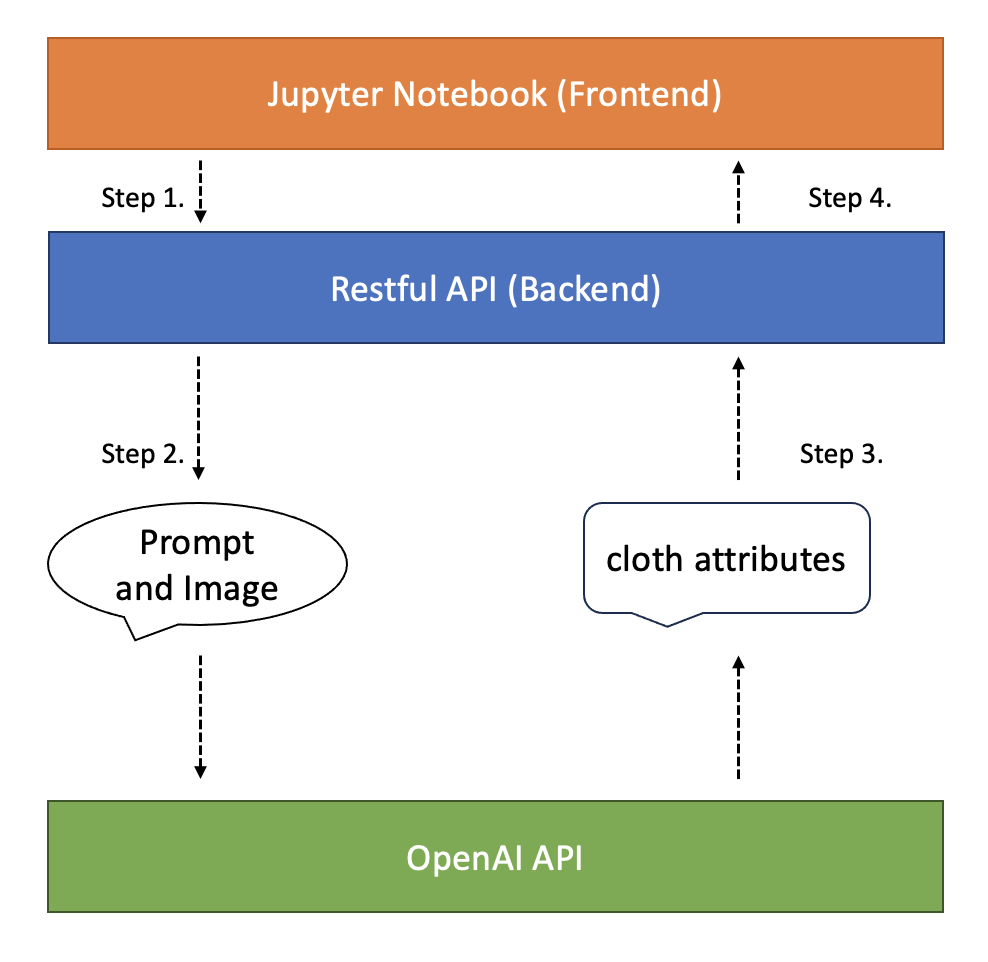 Jupyter Notebook (Frontend)
Step 1.
Step 4.
Restful API (Backend)
Step 2.
Step 3.
Prompt
and Image
cloth attributes
OpenAI API